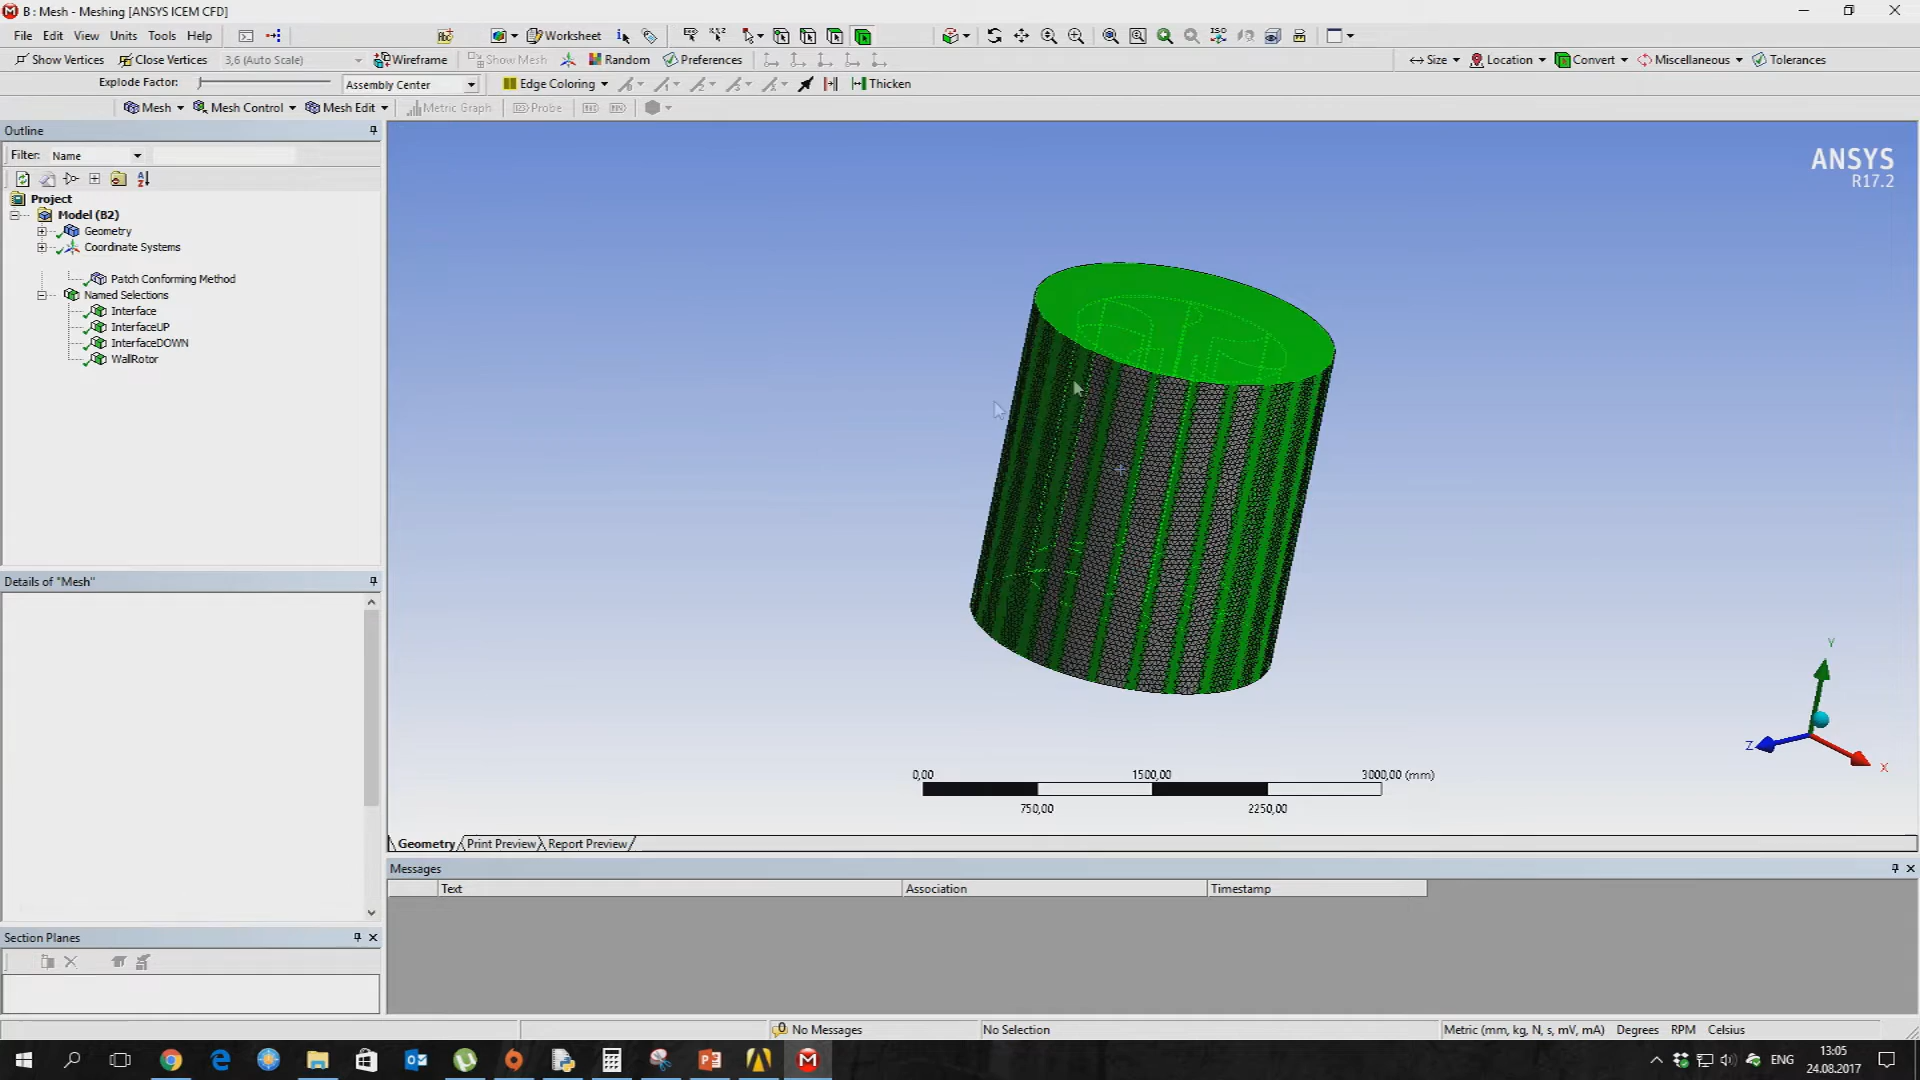 B : Mesh - Meshing [ANSYS ICEM CFD]
File Edit View Units Tools Help Worksheet
Show Vertices Close Vertices 3,6 (Auto Scale) Wireframe Show Mesh Random Preferences Size Location Convert Miscellaneous Tolerances
Explode Factor: Assembly Center Edge Coloring Thicken
Mesh Mesh Control Mesh Edit Metric Graph Probe
Outline
Filter: Name
Project
Model (B2)
Geometry
Coordinate Systems
Patch Conforming Method
Named Selections
Interface
InterfaceUP
InterfaceDOWN
WallRotor
Details of "Mesh"
Section Planes
ANSYS
R17.2
Y
Z
X
0,00 1500,00 3000,00 (mm)
750,00 2250,00
Geometry Print Preview Report Preview
Messages
Text Association Timestamp
0 No Messages No Selection Metric (mm, kg, N, s, mV, mA) Degrees RPM Celsius
ENG 13:05
24.08.2017